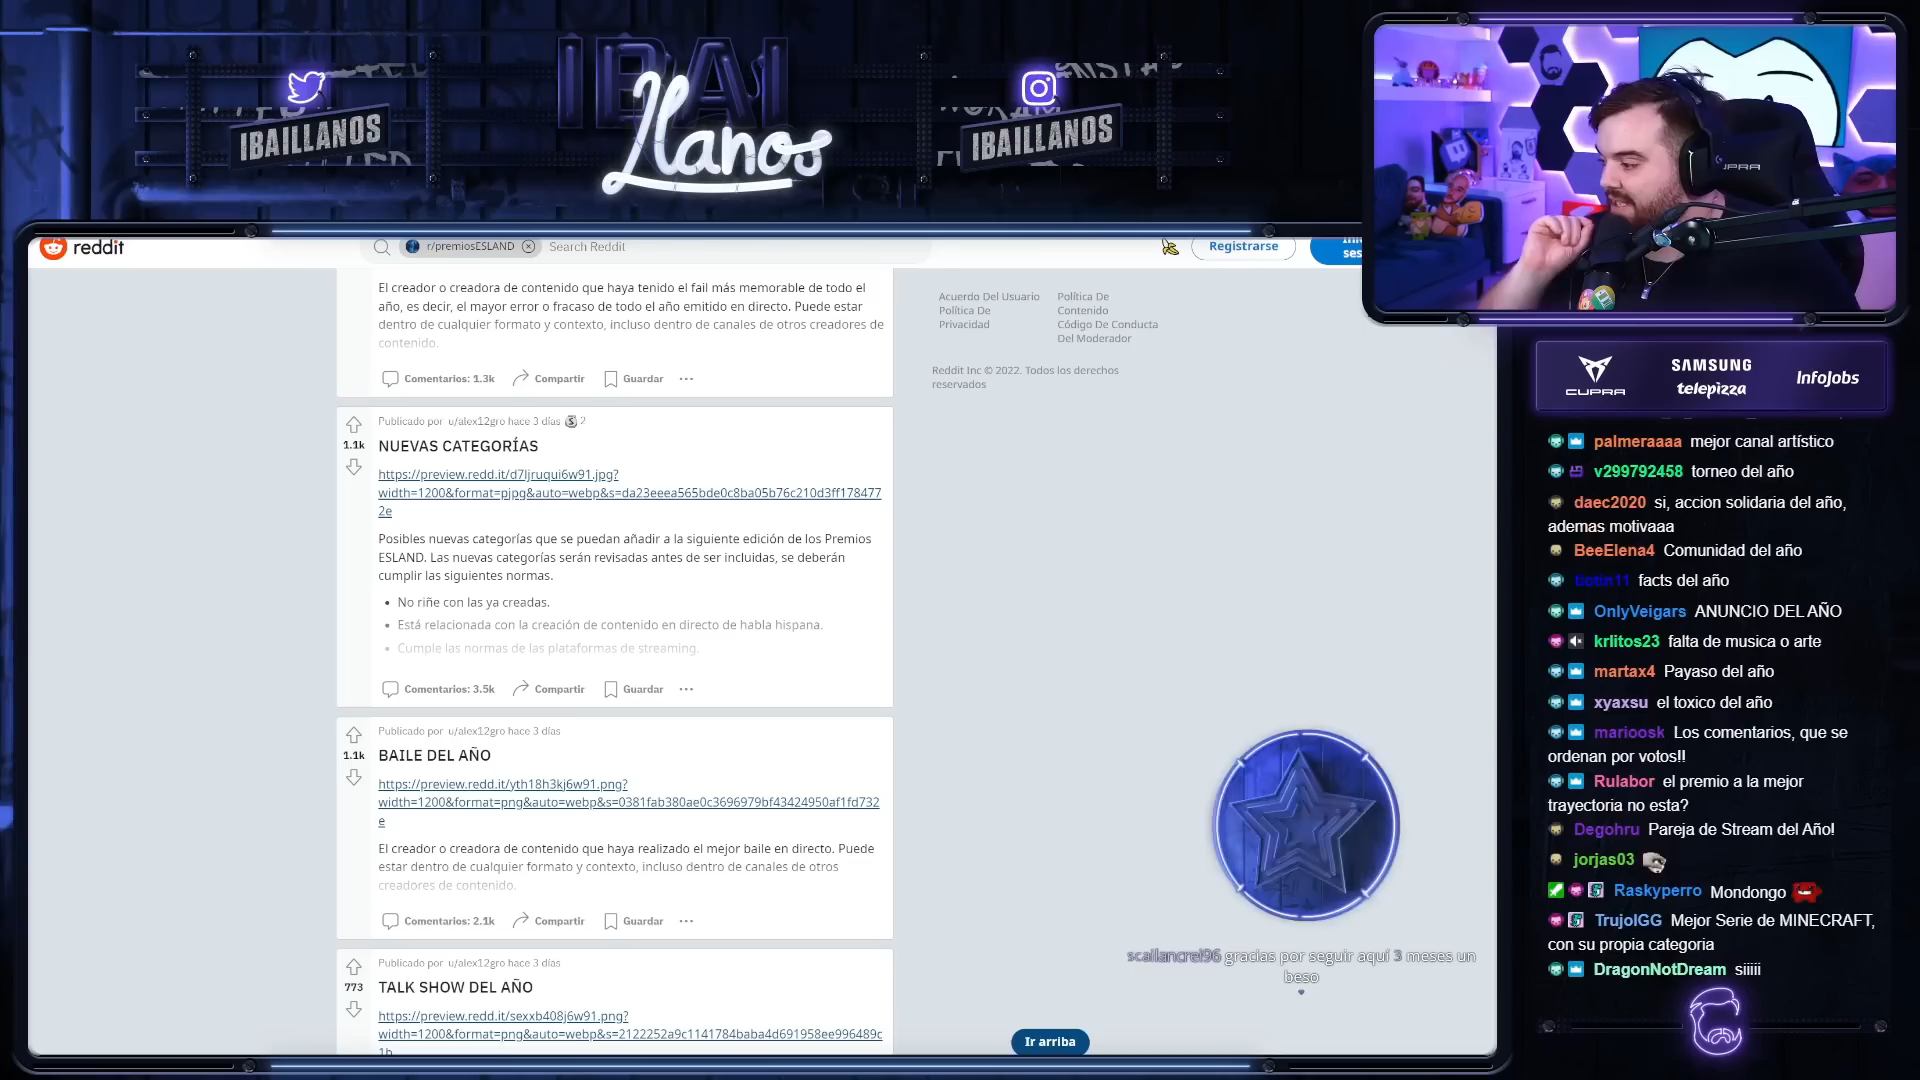 IBAI
Llanos
IBAILLANOS
IBAILLANOS
reddit
r/premiosESLAND
Search Reddit
Registrarse
El creador o creadora de contenido que haya tenido el fail más memorable de todo el
año, es decir, el mayor error o fracaso de todo el año emitido en directo. Puede estar
dentro de cualquier formato y contexto, incluso dentro de canales de otros creadores de
contenido.
Comentarios: 1.3k Compartir Guardar ...
Publicado por u/alex12gro hace 3 días 2
1.1k
NUEVAS CATEGORÍAS
https://preview.redd.it/d7ljruqui6w91.jpg?
width=1200&format=pjpg&auto=webp&s=da23eeea565bde0c8ba05b76c210d3ff178477
2e
Posibles nuevas categorías que se puedan añadir a la siguiente edición de los Premios
ESLAND. Las nuevas categorías serán revisadas antes de ser incluidas, se deberán
cumplir las siguientes normas.
• No riñe con las ya creadas.
• Está relacionada con la creación de contenido en directo de habla hispana.
• Cumple las normas de las plataformas de streaming.
Comentarios: 3.5k Compartir Guardar ...
Publicado por u/alex12gro hace 3 días
1.1k
BAILE DEL AÑO
https://preview.redd.it/yth18h3kj6w91.png?
width=1200&format=png&auto=webp&s=0381fab380ae0c3696979bf43424950af1fd732
e
El creador o creadora de contenido que haya realizado el mejor baile en directo. Puede
estar dentro de cualquier formato y contexto, incluso dentro de canales de otros
creadores de contenido.
Comentarios: 2.1k Compartir Guardar ...
Publicado por u/alex12gro hace 3 días
773
TALK SHOW DEL AÑO
https://preview.redd.it/sexxb408j6w91.png?
width=1200&format=png&auto=webp&s=2122252a9c1141784baba4d691958ee996489c
1b
Acuerdo Del Usuario
Política De
Privacidad
Política De
Contenido
Código De Conducta
Del Moderador
Reddit Inc © 2022. Todos los derechos
reservados
scailancrei96 gracias por seguir aquí 3 meses un
beso
Ir arriba
CUPRA
SAMSUNG
telepizza
InfoJobs
palmeraaaa mejor canal artístico
v299792458 torneo del año
daec2020 si, accion solidaria del año,
ademas motivaaa
BeeElena4 Comunidad del año
facts del año
OnlyVeigars ANUNCIO DEL AÑO
krlitos23 falta de musica o arte
martax4 Payaso del año
xyaxsu el toxico del año
marioosk Los comentarios, que se
ordenan por votos!!
Rulabor el premio a la mejor
trayectoria no esta?
Degohru Pareja de Stream del Año!
jorjas03
Raskyperro Mondongo
TrujolGG Mejor Serie de MINECRAFT,
con su propia categoria
DragonNotDream siiiii